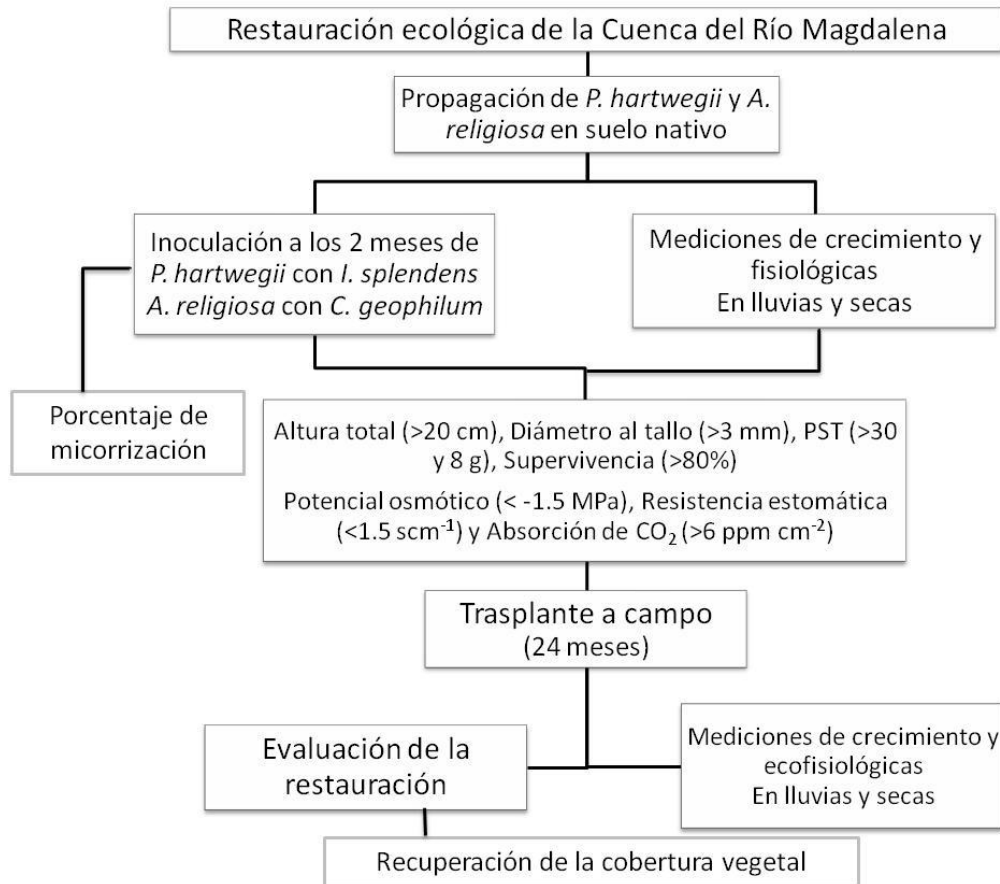 Restauración ecológica de la Cuenca del Río Magdalena
Propagación de P. hartwegii y A.
religiosa en suelo nativo
Inoculación a los 2 meses de
P. hartwegii con I. splendens
A. religiosa con C. geophilum
Mediciones de crecimiento y
fisiológicas
En lluvias y secas
Porcentaje de
micorrización
Altura total (>20 cm), Diámetro al tallo (>3 mm), PST (>30
y 8 g), Supervivencia (>80%)
Potencial osmótico (< -1.5 MPa), Resistencia estomática
(<1.5 scm⁻¹) y Absorción de CO₂ (>6 ppm cm⁻²)
Trasplante a campo
(24 meses)
Evaluación de la
restauración
Mediciones de crecimiento y
ecofisiológicas
En lluvias y secas
Recuperación de la cobertura vegetal